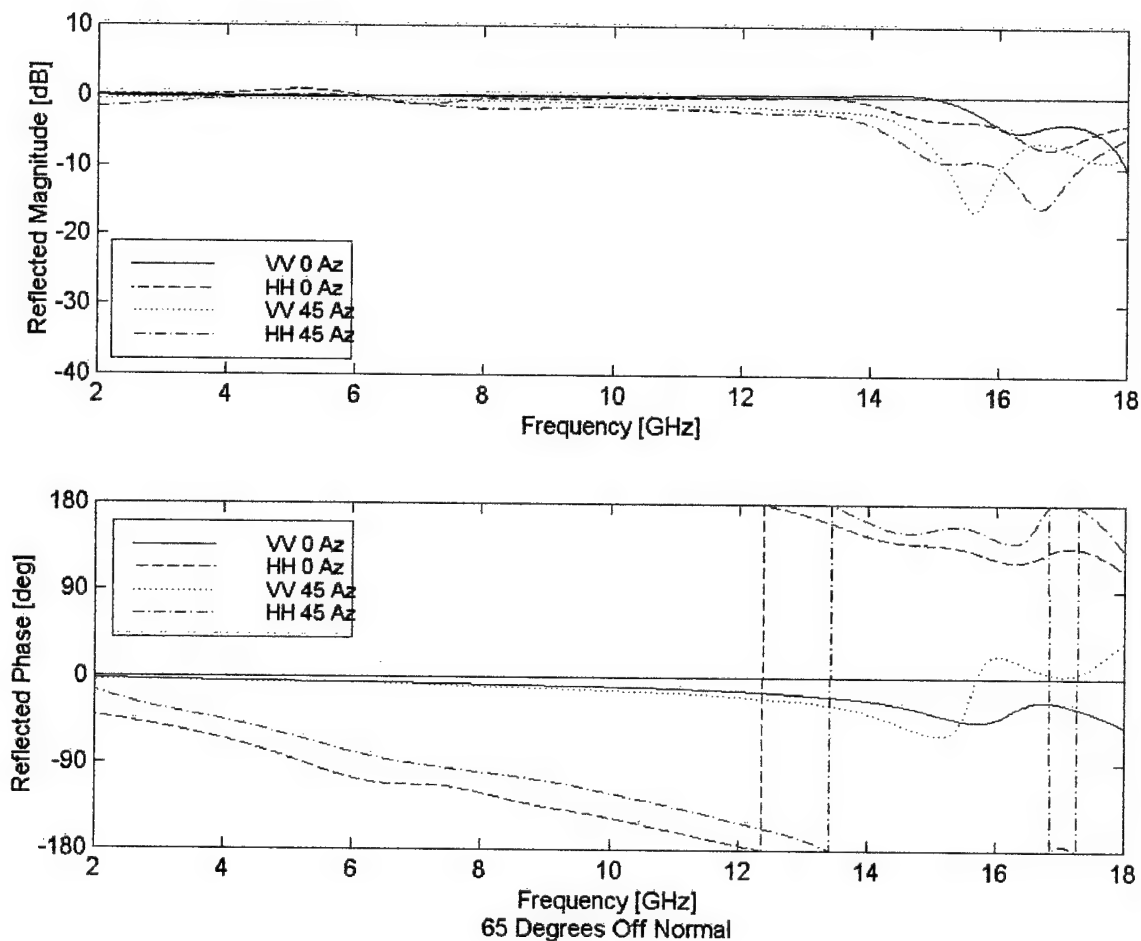 10
0
-10
-20
-30
-40
Reflected Magnitude [dB]
VV 0 Az
HH 0 Az
VV 45 Az
HH 45 Az
2 4 6 8 10 12 14 16 18
Frequency [GHz]
180
90
0
-90
-180
Reflected Phase [deg]
VV 0 Az
HH 0 Az
VV 45 Az
HH 45 Az
2 4 6 8 10 12 14 16 18
Frequency [GHz]
65 Degrees Off Normal